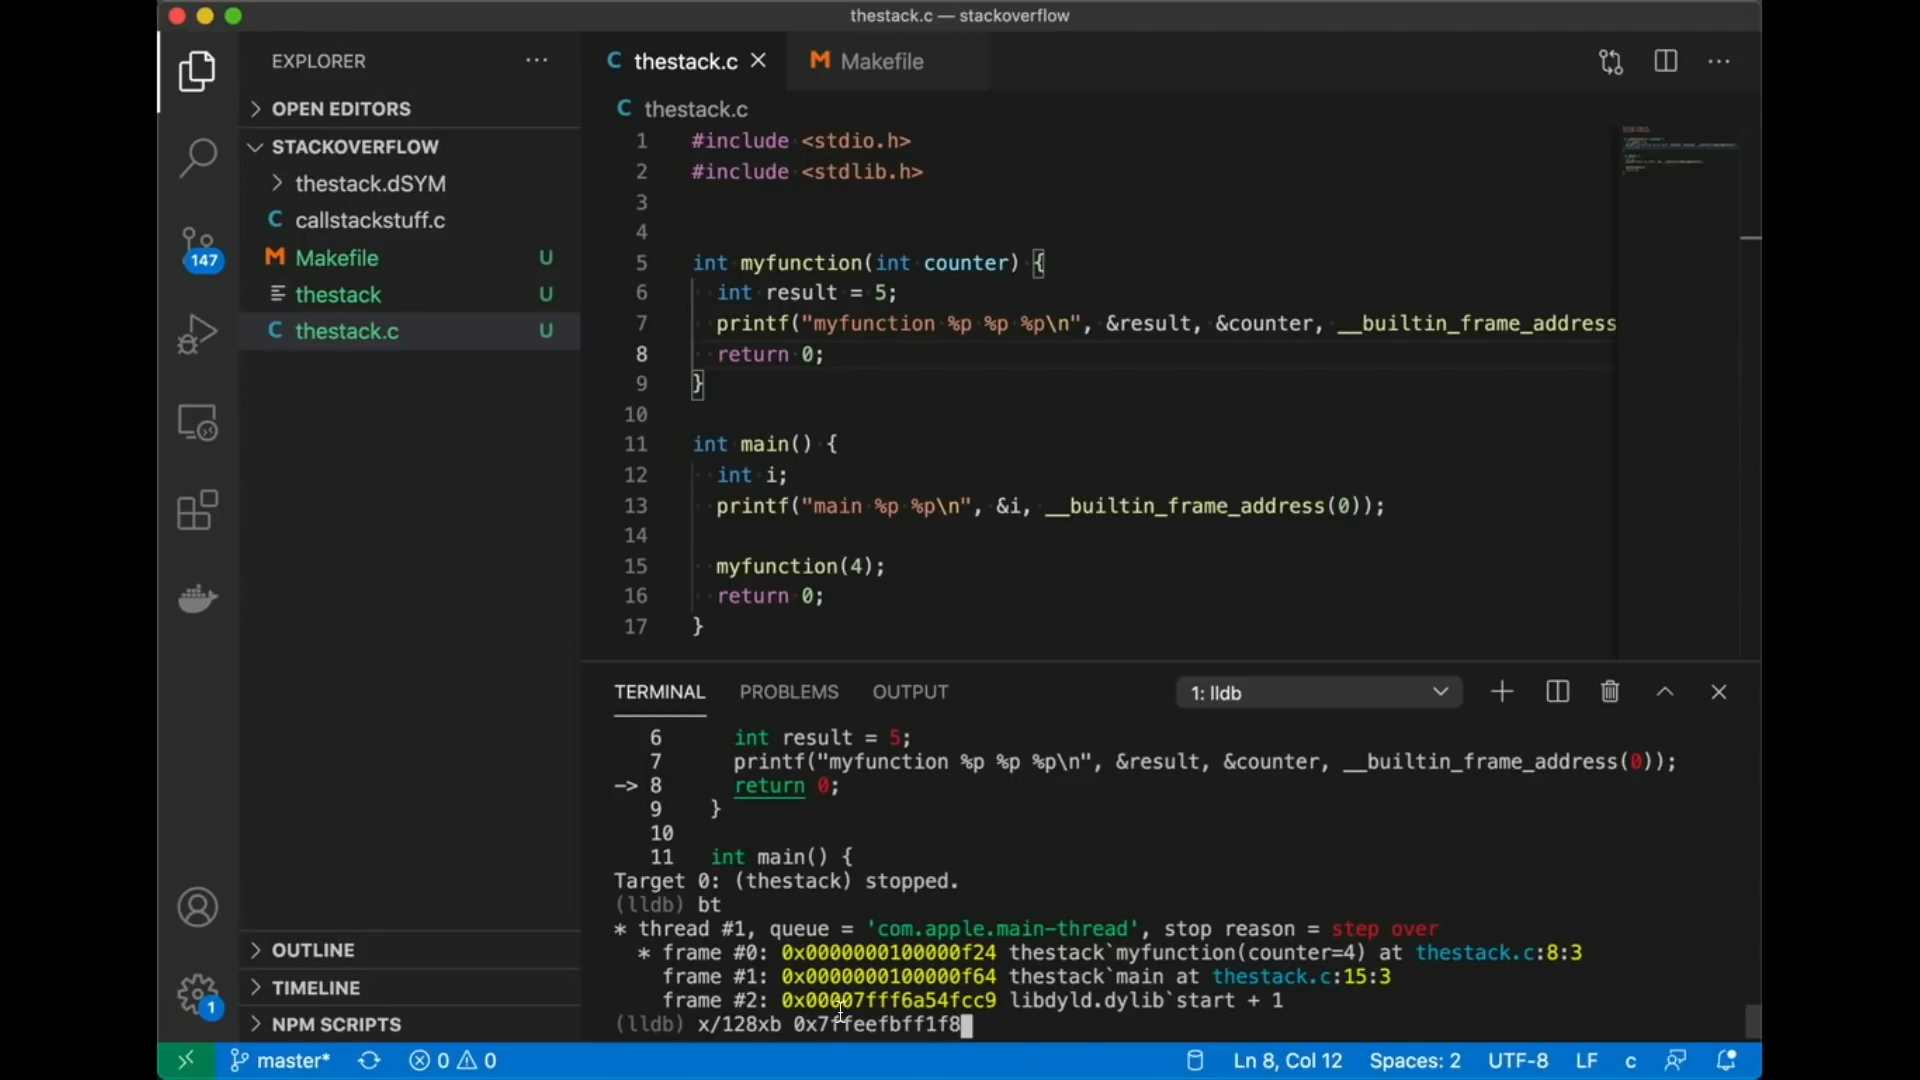 thestack.c — stackoverflow
EXPLORER
OPEN EDITORS
STACKOVERFLOW
thestack.dSYM
callstackstuff.c
Makefile U
thestack U
thestack.c U
147
OUTLINE
TIMELINE
NPM SCRIPTS
1
thestack.c
Makefile
thestack.c
1 #include <stdio.h>
2 #include <stdlib.h>
3
4
5 int myfunction(int counter) {
6 int result = 5;
7 printf("myfunction %p %p %p\n", &result, &counter, __builtin_frame_address
8 return 0;
9 }
10
11 int main() {
12 int i;
13 printf("main %p %p\n", &i, __builtin_frame_address(0));
14
15 myfunction(4);
16 return 0;
17 }
TERMINAL PROBLEMS OUTPUT 1: lldb
6 int result = 5;
7 printf("myfunction %p %p %p\n", &result, &counter, __builtin_frame_address(0));
-> 8 return 0;
9 }
10
11 int main() {
Target 0: (thestack) stopped.
(lldb) bt
* thread #1, queue = 'com.apple.main-thread', stop reason = step over
* frame #0: 0x0000000100000f24 thestack`myfunction(counter=4) at thestack.c:8:3
frame #1: 0x0000000100000f64 thestack`main at thestack.c:15:3
frame #2: 0x00007fff6a54fcc9 libdyld.dylib`start + 1
(lldb) x/128xb 0x7ffeefbff1f8
master* 0 0 Ln 8, Col 12 Spaces: 2 UTF-8 LF c